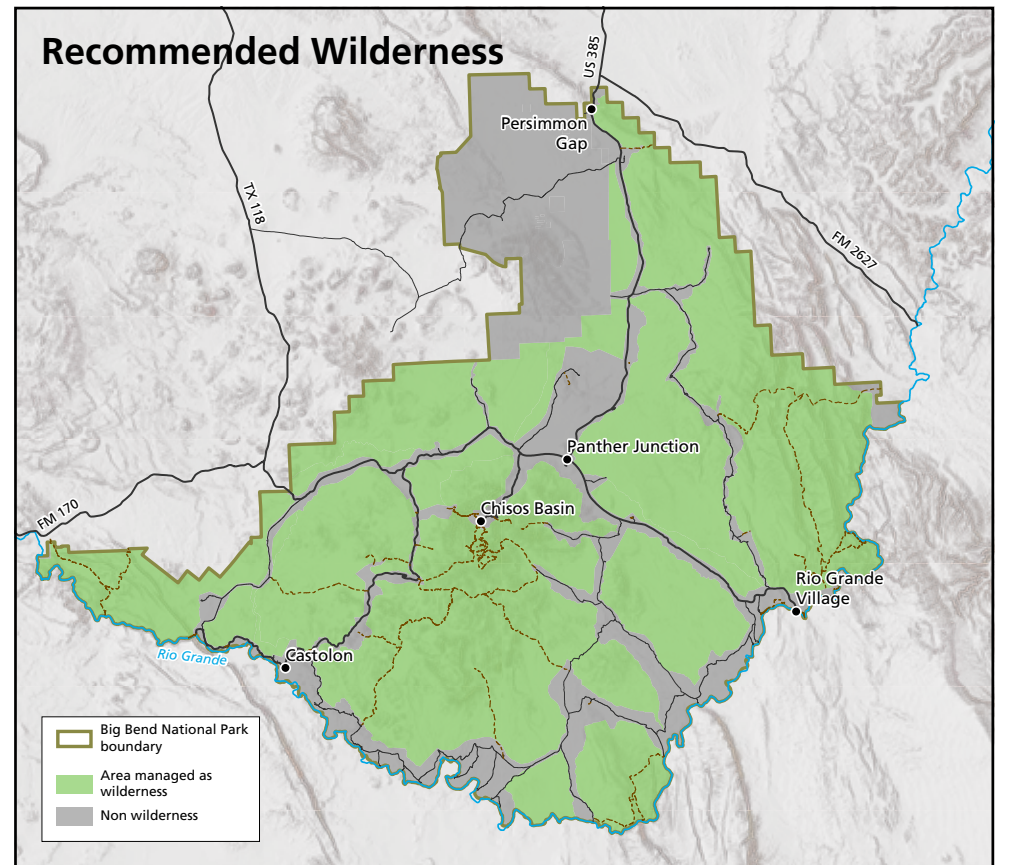 Recommended Wilderness
US 385
Persimmon
Gap
TX 118
FM 2627
Panther Junction
Chisos Basin
FM 170
Rio Grande
Village
Rio Grande
Castolon
Big Bend National Park
boundary
Area managed as
wilderness
Non wilderness